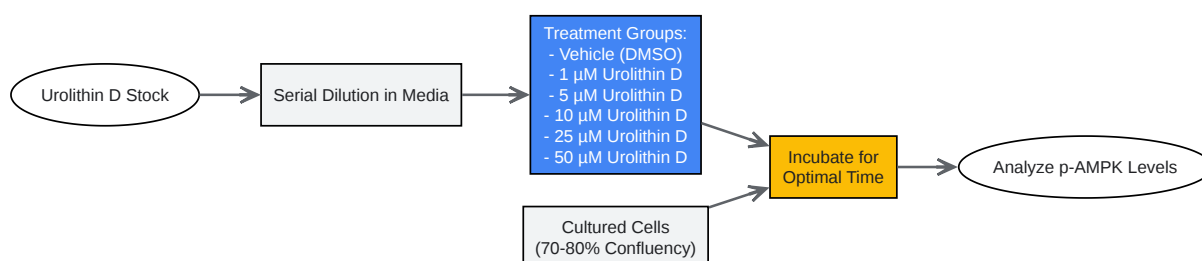 Urolithin D Stock
Serial Dilution in Media
Treatment Groups:
- Vehicle (DMSO)
- 1 µM Urolithin D
- 5 µM Urolithin D
- 10 µM Urolithin D
- 25 µM Urolithin D
- 50 µM Urolithin D
Cultured Cells
(70-80% Confluency)
Incubate for
Optimal Time
Analyze p-AMPK Levels